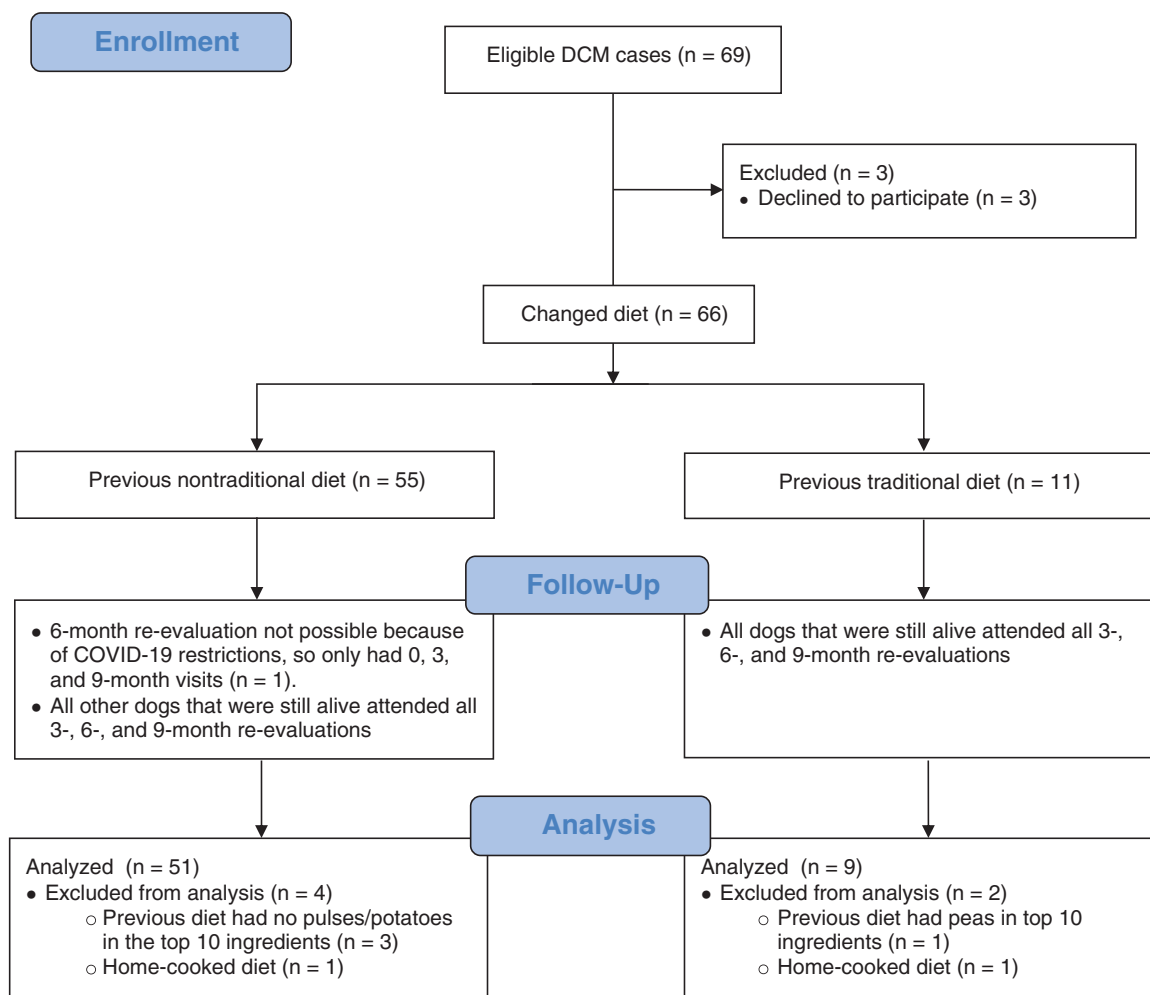 Enrollment
Eligible DCM cases (n = 69)
Excluded (n = 3)
• Declined to participate (n = 3)
Changed diet (n = 66)
Previous nontraditional diet (n = 55)
Previous traditional diet (n = 11)
Follow-Up
• 6-month re-evaluation not possible because
of COVID-19 restrictions, so only had 0, 3,
and 9-month visits (n = 1).
• All other dogs that were still alive attended all
3-, 6-, and 9-month re-evaluations
• All dogs that were still alive attended all 3-,
6-, and 9-month re-evaluations
Analysis
Analyzed (n = 51)
• Excluded from analysis (n = 4)
○ Previous diet had no pulses/potatoes
in the top 10 ingredients (n = 3)
○ Home-cooked diet (n = 1)
Analyzed (n = 9)
• Excluded from analysis (n = 2)
○ Previous diet had peas in top 10
ingredients (n = 1)
○ Home-cooked diet (n = 1)